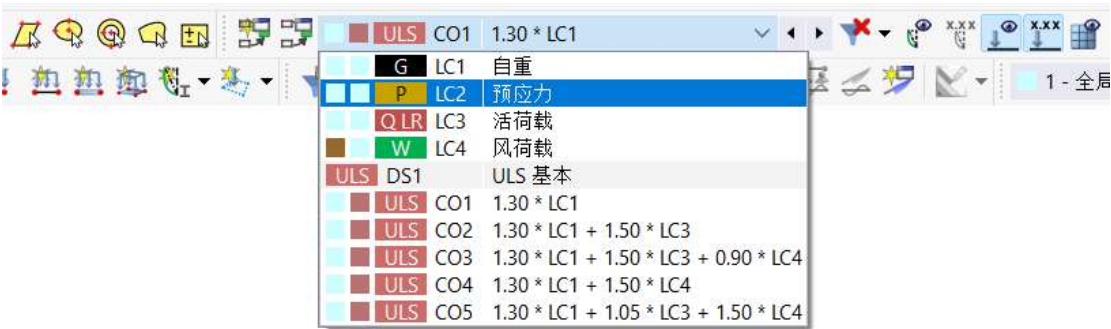 ULS CO1 1.30 * LC1
x.xx x.xx
G LC1 自重
P LC2 预应力
Q LR LC3 活荷载
W LC4 风荷载
1 - 全局
ULS DS1 ULS 基本
ULS CO1 1.30 * LC1
ULS CO2 1.30 * LC1 + 1.50 * LC3
ULS CO3 1.30 * LC1 + 1.50 * LC3 + 0.90 * LC4
ULS CO4 1.30 * LC1 + 1.50 * LC4
ULS CO5 1.30 * LC1 + 1.05 * LC3 + 1.50 * LC4